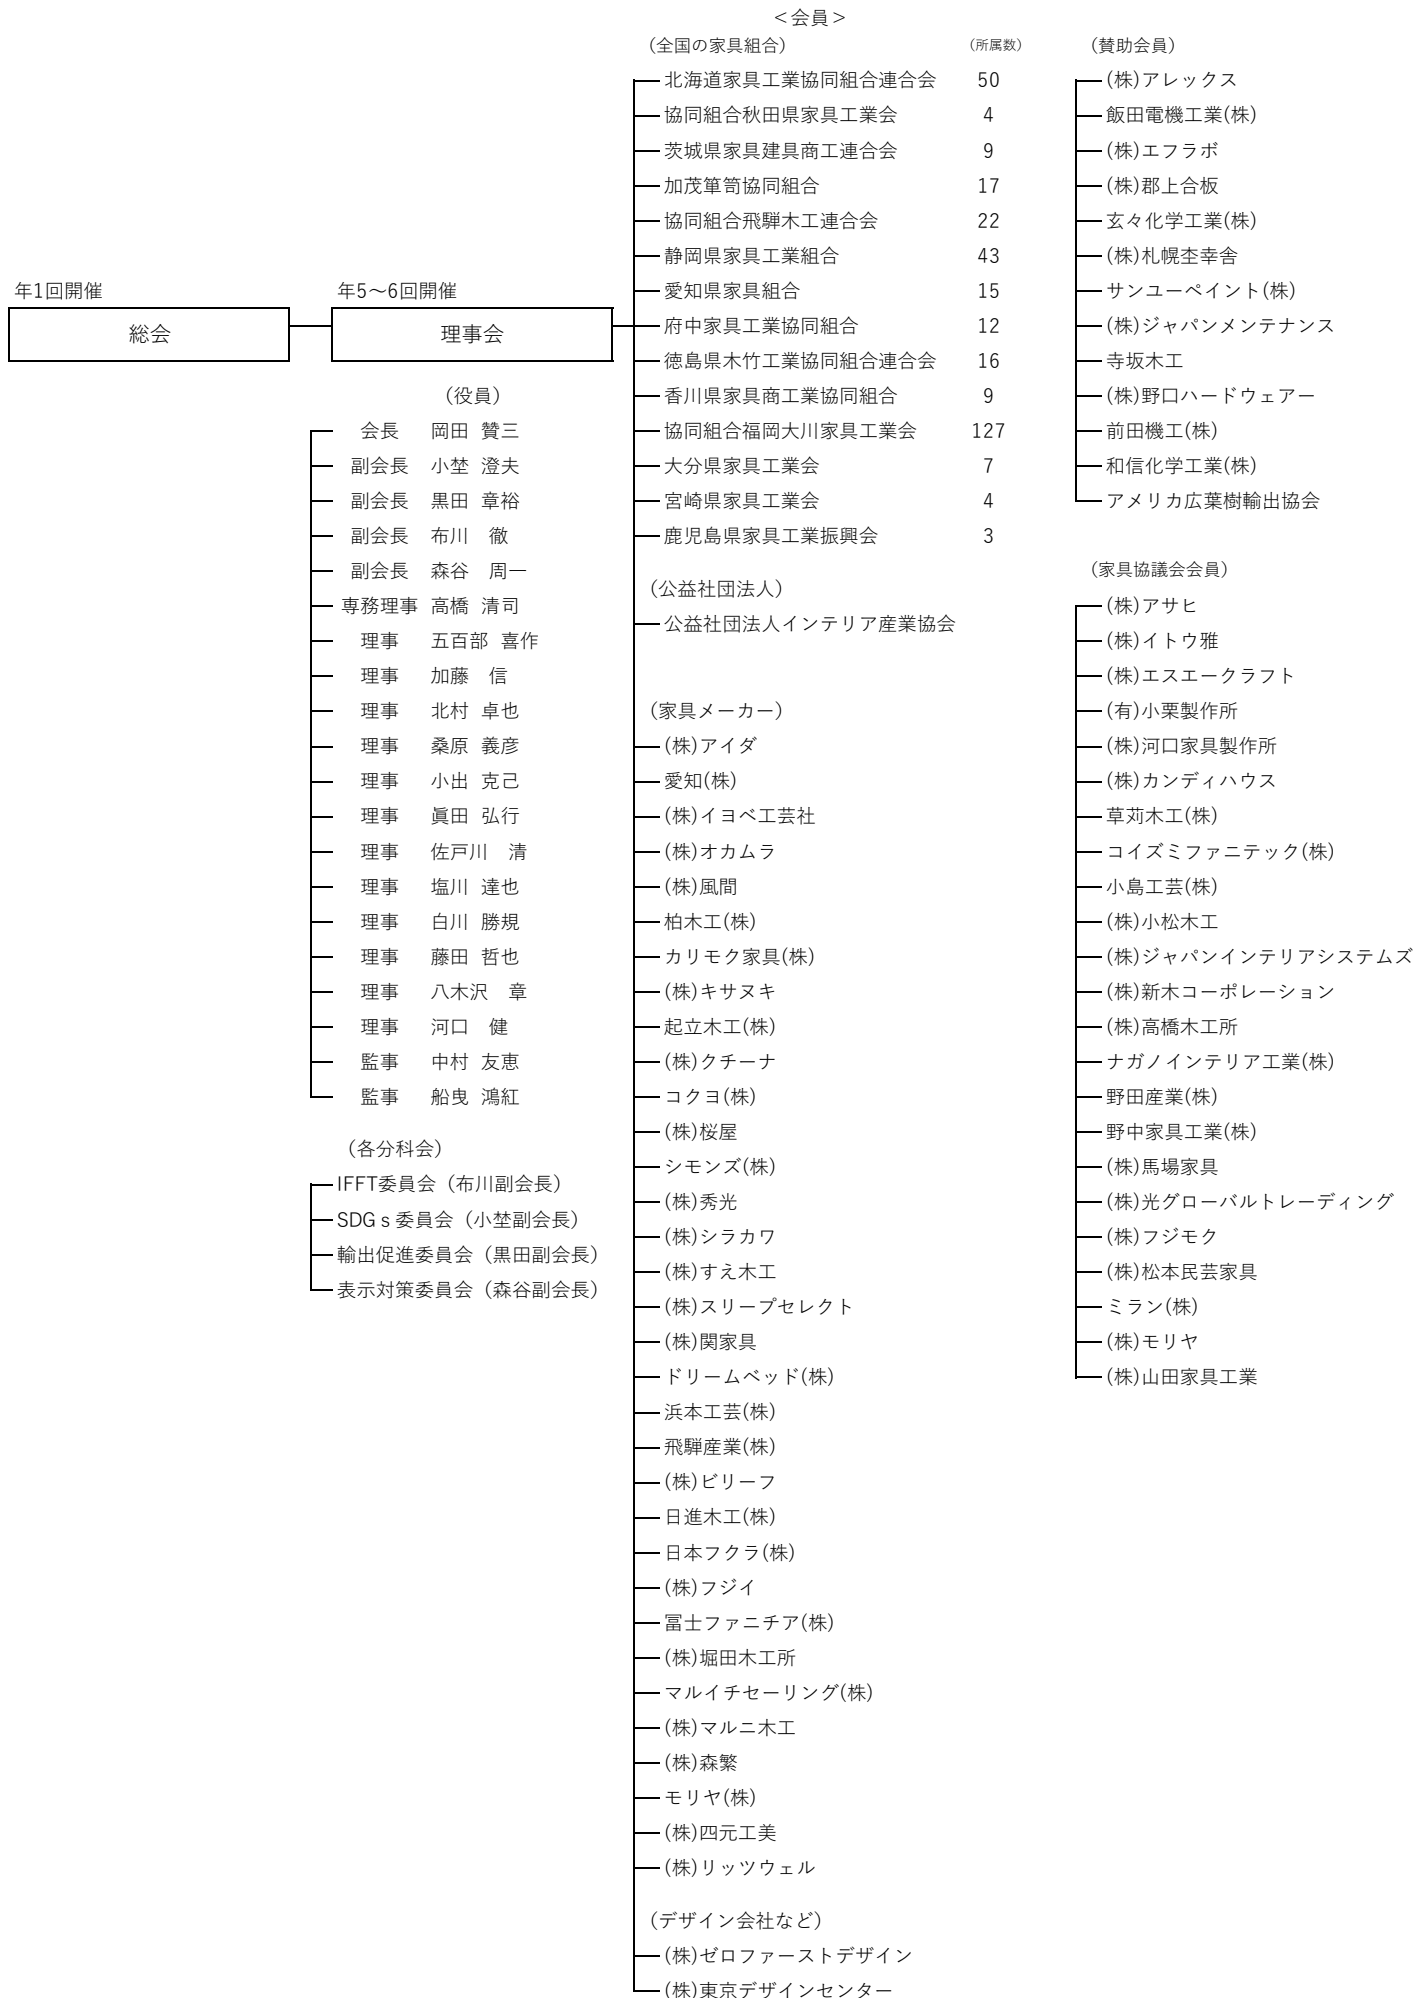 年1回開催
総会
年5〜6回開催
理事会
（役員）
会長 岡田 贊三
副会長 小埜 澄夫
副会長 黒田 章裕
副会長 布川 徹
副会長 森谷 周一
専務理事 高橋 清司
理事 五百部 喜作
理事 加藤 信
理事 北村 卓也
理事 桑原 義彦
理事 小出 克己
理事 眞田 弘行
理事 佐戸川 清
理事 塩川 達也
理事 白川 勝規
理事 藤田 哲也
理事 八木沢 章
理事 河口 健
監事 中村 友恵
監事 船曵 鴻紅
（各分科会）
IFFT委員会（布川副会長）
SDGｓ委員会（小埜副会長）
輸出促進委員会（黒田副会長）
表示対策委員会（森谷副会長）
＜会員＞
（全国の家具組合） （所属数）
北海道家具工業協同組合連合会 50
協同組合秋田県家具工業会 4
茨城県家具建具商工連合会 9
加茂箪笥協同組合 17
協同組合飛騨木工連合会 22
静岡県家具工業組合 43
愛知県家具組合 15
府中家具工業協同組合 12
徳島県木竹工業協同組合連合会 16
香川県家具商工業協同組合 9
協同組合福岡大川家具工業会 127
大分県家具工業会 7
宮崎県家具工業会 4
鹿児島県家具工業振興会 3
（公益社団法人）
公益社団法人インテリア産業協会
（家具メーカー）
(株)アイダ
愛知(株)
(株)イヨベ工芸社
(株)オカムラ
(株)風間
柏木工(株)
カリモク家具(株)
(株)キサヌキ
起立木工(株)
(株)クチーナ
コクヨ(株)
(株)桜屋
シモンズ(株)
(株)秀光
(株)シラカワ
(株)すえ木工
(株)スリープセレクト
(株)関家具
ドリームベッド(株)
浜本工芸(株)
飛騨産業(株)
(株)ビリーフ
日進木工(株)
日本フクラ(株)
(株)フジイ
冨士ファニチア(株)
(株)堀田木工所
マルイチセーリング(株)
(株)マルニ木工
(株)森繁
モリヤ(株)
(株)四元工美
(株)リッツウェル
（デザイン会社など）
(株)ゼロファーストデザイン
(株)東京デザインセンター
（賛助会員）
(株)アレックス
飯田電機工業(株)
(株)エフラボ
(株)郡上合板
玄々化学工業(株)
(株)札幌杢幸舎
サンユーペイント(株)
(株)ジャパンメンテナンス
寺坂木工
(株)野口ハードウェアー
前田機工(株)
和信化学工業(株)
アメリカ広葉樹輸出協会
（家具協議会会員）
(株)アサヒ
(株)イトウ雅
(株)エスエークラフト
(有)小栗製作所
(株)河口家具製作所
(株)カンディハウス
草苅木工(株)
コイズミファニテック(株)
小島工芸(株)
(株)小松木工
(株)ジャパンインテリアシステムズ
(株)新木コーポレーション
(株)高橋木工所
ナガノインテリア工業(株)
野田産業(株)
野中家具工業(株)
(株)馬場家具
(株)光グローバルトレーディング
(株)フジモク
(株)松本民芸家具
ミラン(株)
(株)モリヤ
(株)山田家具工業